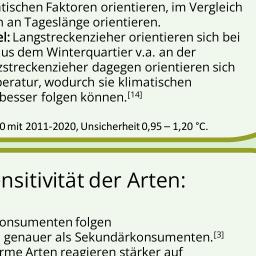 tischen Faktoren orientieren, im Vergleich
n an Tageslänge orientieren.
el: Langstreckenzieher orientieren sich bei
us dem Winterquartier v.a. an der
zstreckenzieher dagegen orientieren sich
peratur, wodurch sie klimatischen
besser folgen können.[14]
0 mit 2011-2020, Unsicherheit 0,95 – 1,20 °C.
nsitivität der Arten:
onsumenten folgen
genauer als Sekundärkonsumenten.[3]
rme Arten reagieren stärker auf